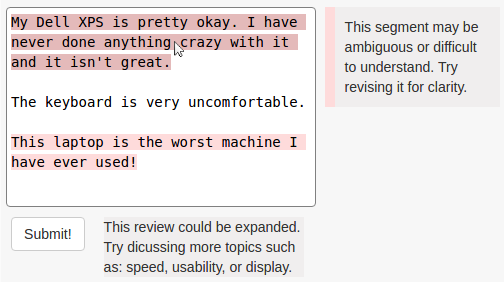 My Dell XPS is pretty okay. I have
never done anything crazy with it
and it isn't great.
The keyboard is very uncomfortable.
This laptop is the worst machine I
have ever used!
This segment may be
ambiguous or difficult
to understand. Try
revising it for clarity.
Submit!
This review could be expanded.
Try dicussing more topics such
as: speed, usability, or display.